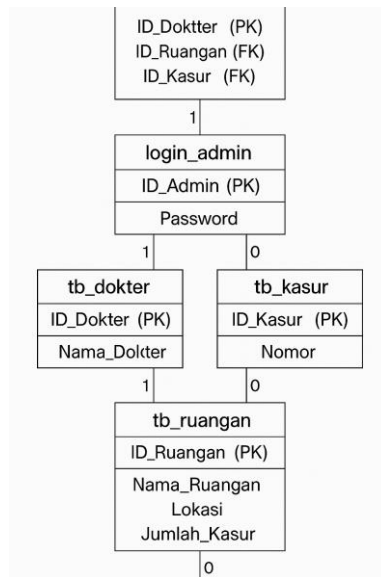 ID_Doktter (PK)
ID_Ruangan (FK)
ID_Kasur (FK)
1
login_admin
ID_Admin (PK)
Password
1
0
tb_dokter
ID_Dokter (PK)
Nama_Dokter
tb_kasur
ID_Kasur (PK)
Nomor
1
0
tb_ruangan
ID_Ruangan (PK)
Nama_Ruangan
Lokasi
Jumlah_Kasur
0